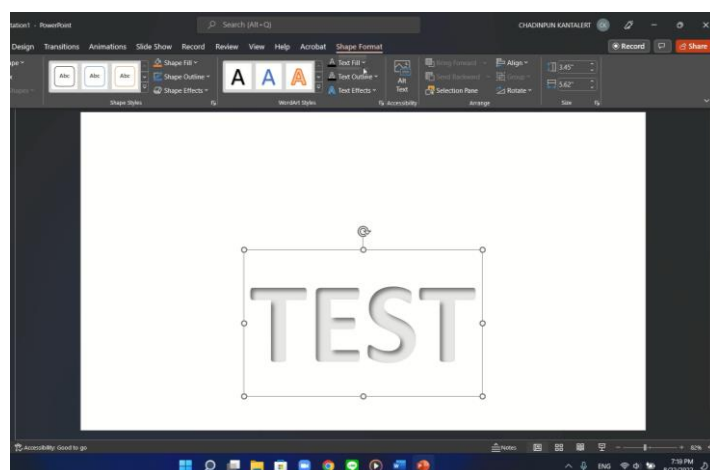 tation1 - PowerPoint
Search (Alt+Q)
CHADINPUN KANTALERT
CK
Design Transitions Animations Slide Show Record Review View Help Acrobat Shape Format
Record
Share
Abc Abc Abc
Shape Fill
Shape Outline
Shape Effects
Shape Styles
A A A
Text Fill
Text Outline
Text Effects
WordArt Styles
Alt Text
Accessibility
Bring Forward
Send Backward
Selection Pane
Align
Group
Rotate
Arrange
3.45"
5.62"
Size
TEST
Accessibility: Good to go
Notes
82%
ENG
7:19 PM